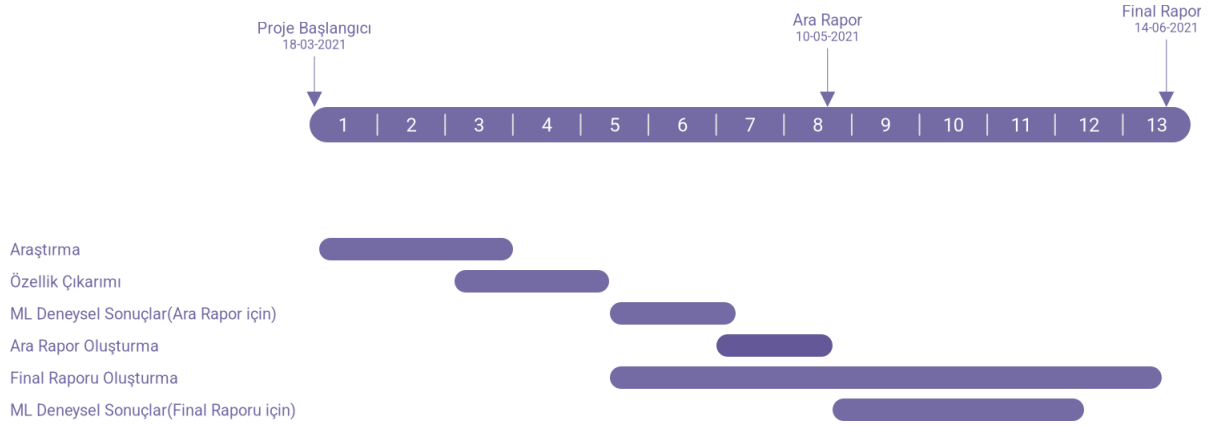 Proje Başlangıcı
18-03-2021
Ara Rapor
10-05-2021
Final Rapor
14-06-2021
1 | 2 | 3 | 4 | 5 | 6 | 7 | 8 | 9 | 10 | 11 | 12 | 13
Araştırma
Özellik Çıkarımı
ML Deneysel Sonuçlar(Ara Rapor için)
Ara Rapor Oluşturma
Final Raporu Oluşturma
ML Deneysel Sonuçlar(Final Raporu için)